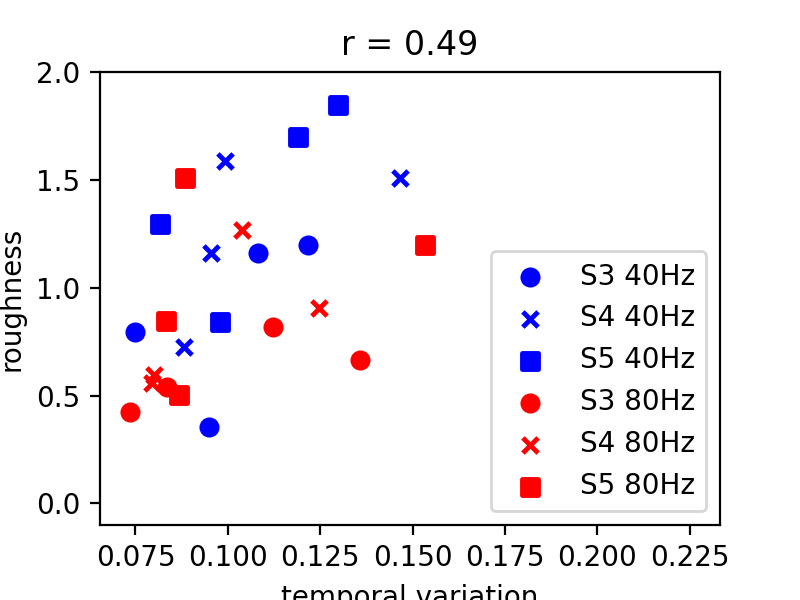 r = 0.49
2.0
1.5
1.0
0.5
0.0
roughness
S3 40Hz
S4 40Hz
S5 40Hz
S3 80Hz
S4 80Hz
S5 80Hz
0.075 0.100 0.125 0.150 0.175 0.200 0.225
temporal variation